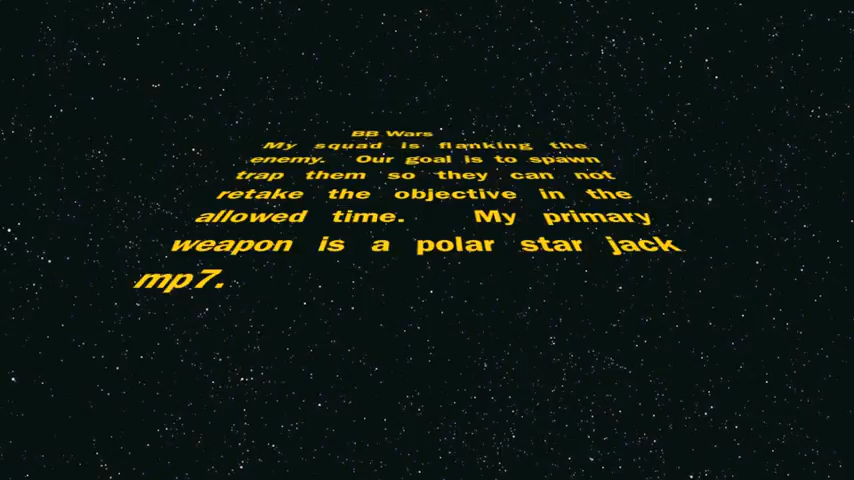 BB Wars
My squad is flanking the
enemy. Our goal is to spawn
trap them so they can not
retake the objective in the
allowed time. My primary
weapon is a polar star jack
mp7.